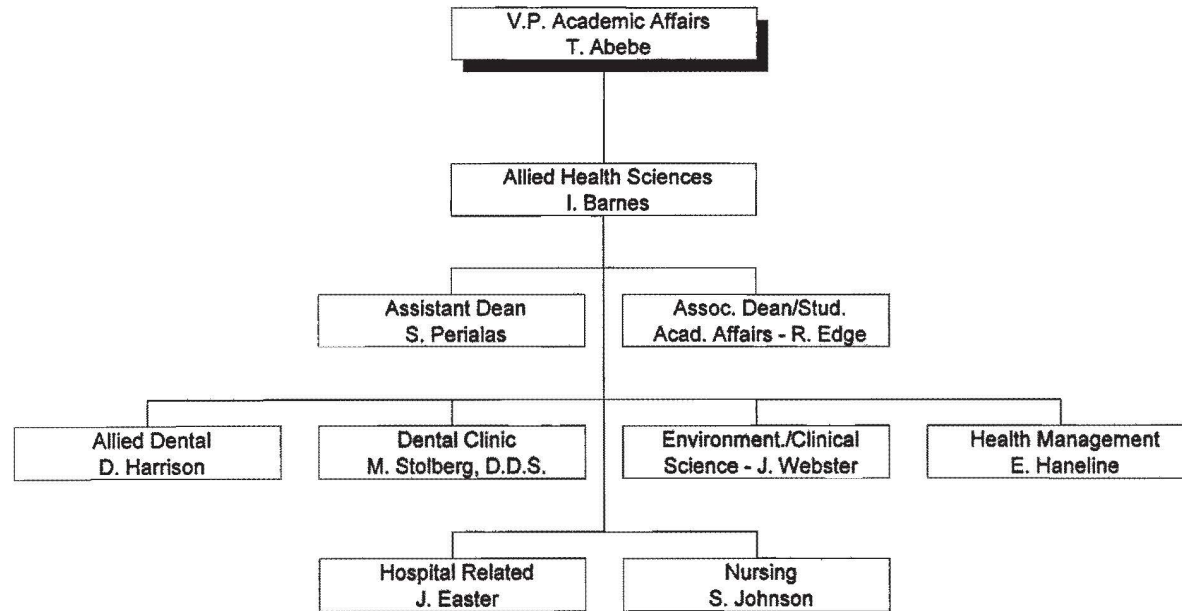 V.P. Academic Affairs
T. Abebe
Allied Health Sciences
I. Barnes
Assistant Dean
S. Perialas
Assoc. Dean/Stud.
Acad. Affairs - R. Edge
Allied Dental
D. Harrison
Dental Clinic
M. Stolberg, D.D.S.
Environment./Clinical
Science - J. Webster
Health Management
E. Haneline
Hospital Related
J. Easter
Nursing
S. Johnson